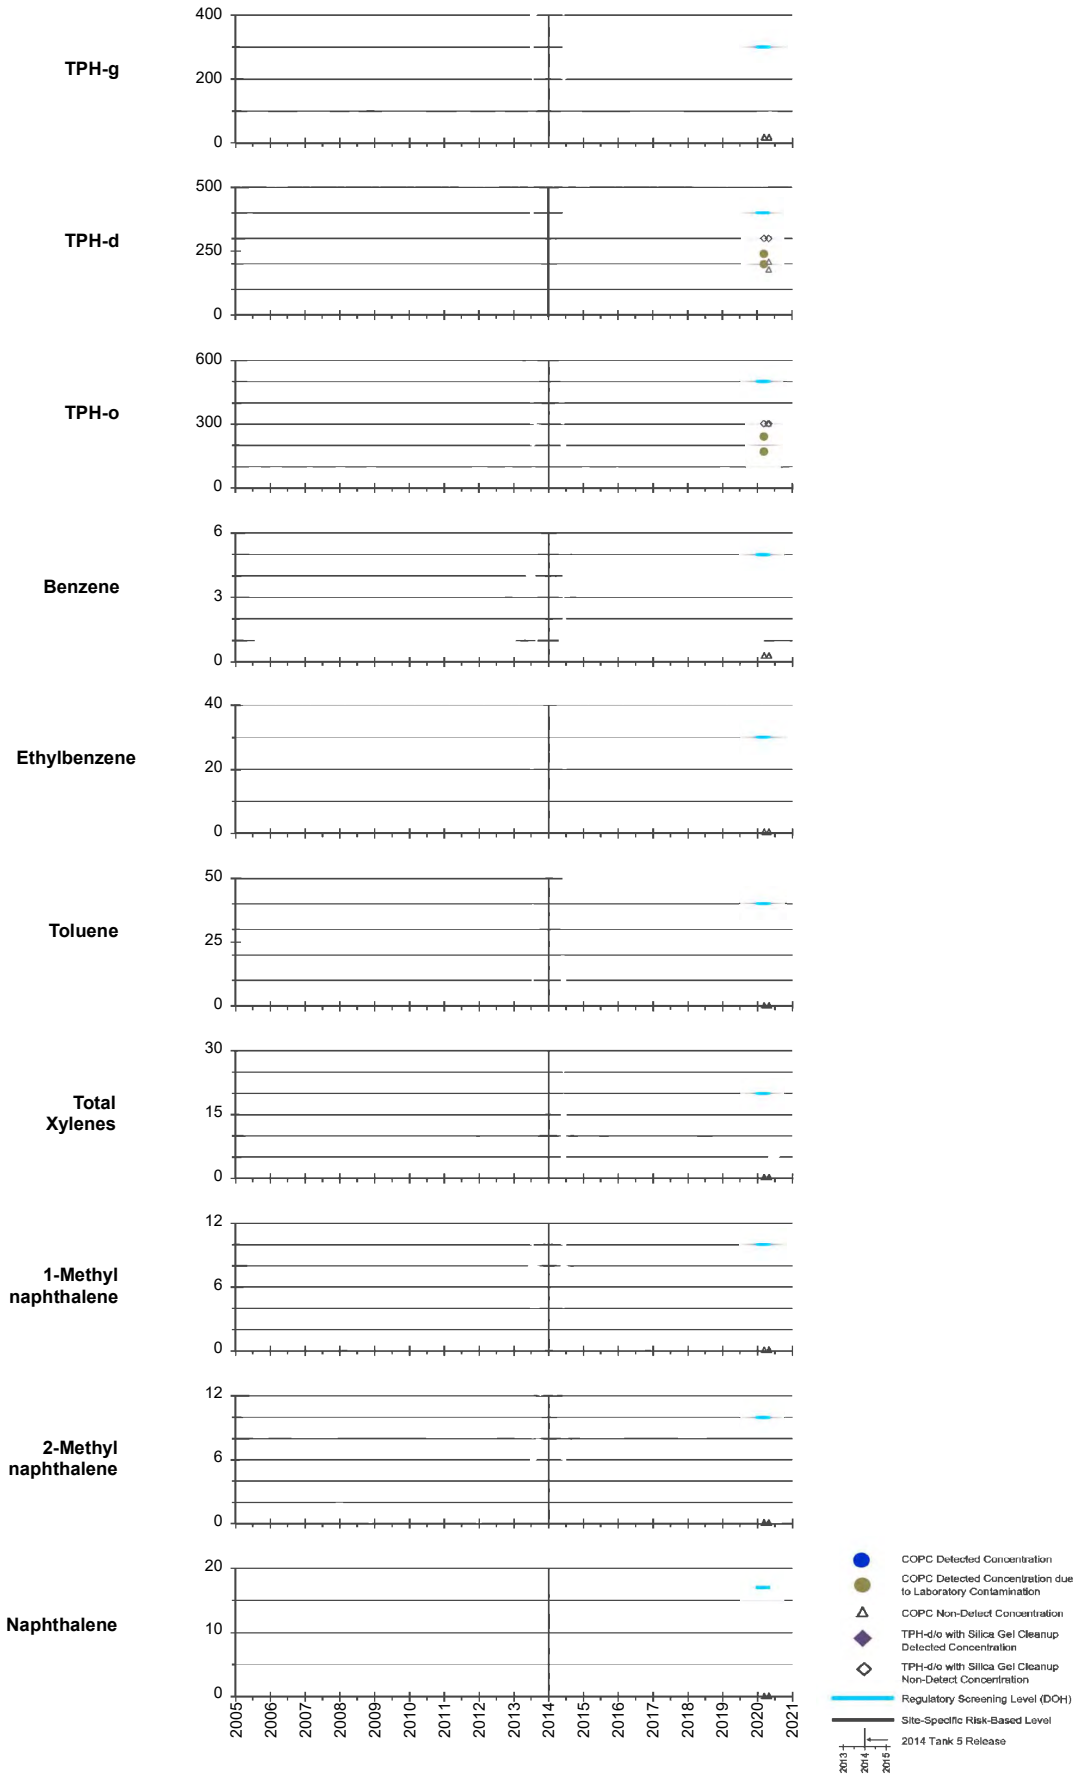 TPH-g
400
200
0
TPH-d
500
250
0
TPH-o
600
300
0
Benzene
6
3
0
Ethylbenzene
40
20
0
Toluene
50
25
0
Total
Xylenes
30
15
0
1-Methyl
naphthalene
12
6
0
2-Methyl
naphthalene
12
6
0
Naphthalene
20
10
0
2005 2006 2007 2008 2009 2010 2011 2012 2013 2014 2015 2016 2017 2018 2019 2020 2021
COPC Detected Concentration
COPC Detected Concentration due
to Laboratory Contamination
COPC Non-Detect Concentration
TPH-d/o with Silica Gel Cleanup
Detected Concentration
TPH-d/o with Silica Gel Cleanup
Non-Detect Concentration
Regulatory Screening Level (DOH)
Site-Specific Risk-Based Level
2014 Tank 5 Release
2013 2014 2015